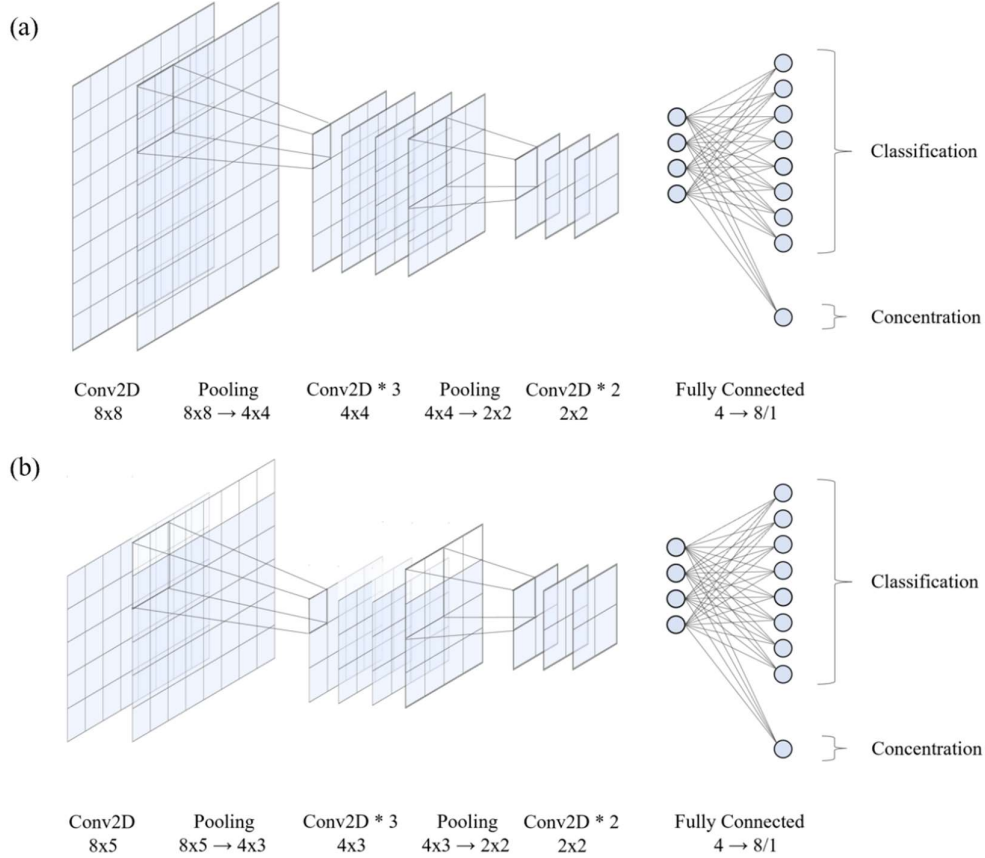 (a)
Classification
Concentration
Conv2D Pooling Conv2D * 3 Pooling Conv2D * 2 Fully Connected
8x8 8x8 → 4x4 4x4 4x4 → 2x2 2x2 4 → 8/1
(b)
Classification
Concentration
Conv2D Pooling Conv2D * 3 Pooling Conv2D * 2 Fully Connected
8x5 8x5 → 4x3 4x3 4x3 → 2x2 2x2 4 → 8/1